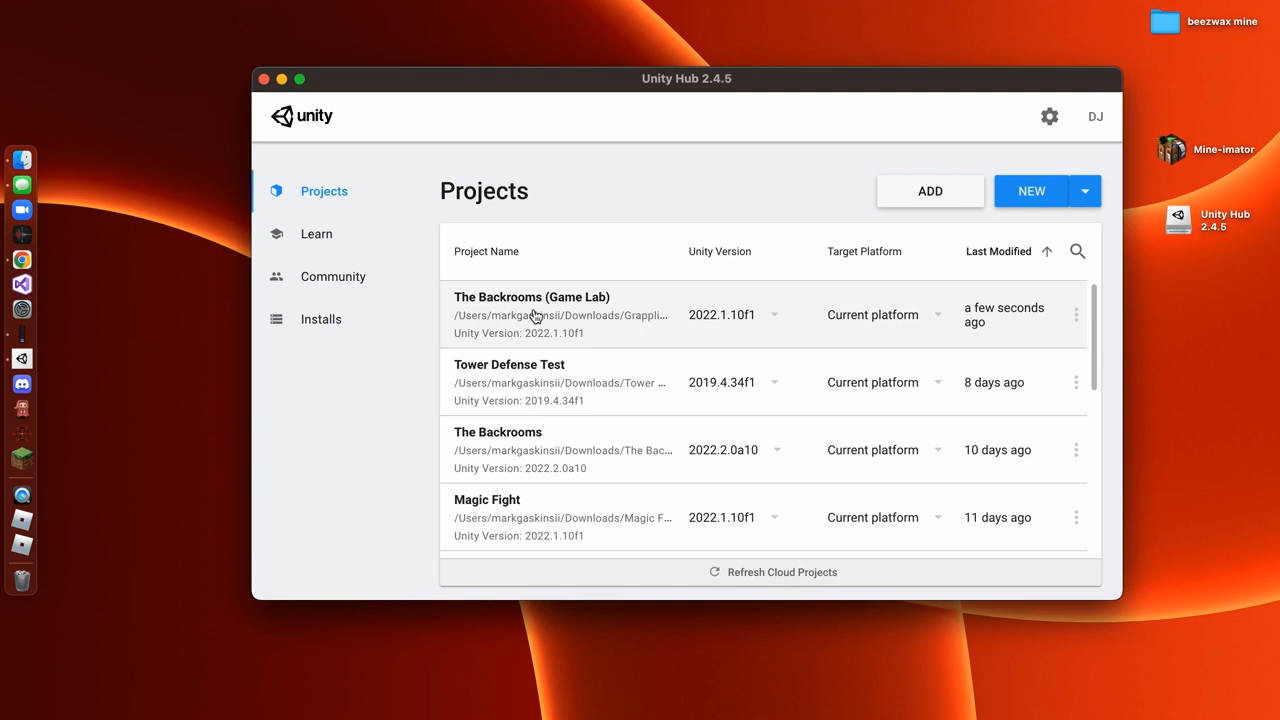 beezwax mine
Unity Hub 2.4.5
unity
DJ
Projects
Learn
Community
Installs
Projects
ADD
NEW
Project Name
Unity Version
Target Platform
Last Modified
The Backrooms (Game Lab)
/Users/markgaskinsii/Downloads/Grappli...
Unity Version: 2022.1.10f1
2022.1.10f1
Current platform
a few seconds
ago
Tower Defense Test
/Users/markgaskinsii/Downloads/Tower ...
Unity Version: 2019.4.34f1
2019.4.34f1
Current platform
8 days ago
The Backrooms
/Users/markgaskinsii/Downloads/The Bac...
Unity Version: 2022.2.0a10
2022.2.0a10
Current platform
10 days ago
Magic Fight
/Users/markgaskinsii/Downloads/Magic F...
Unity Version: 2022.1.10f1
2022.1.10f1
Current platform
11 days ago
Refresh Cloud Projects
Mine-imator
Unity Hub
2.4.5